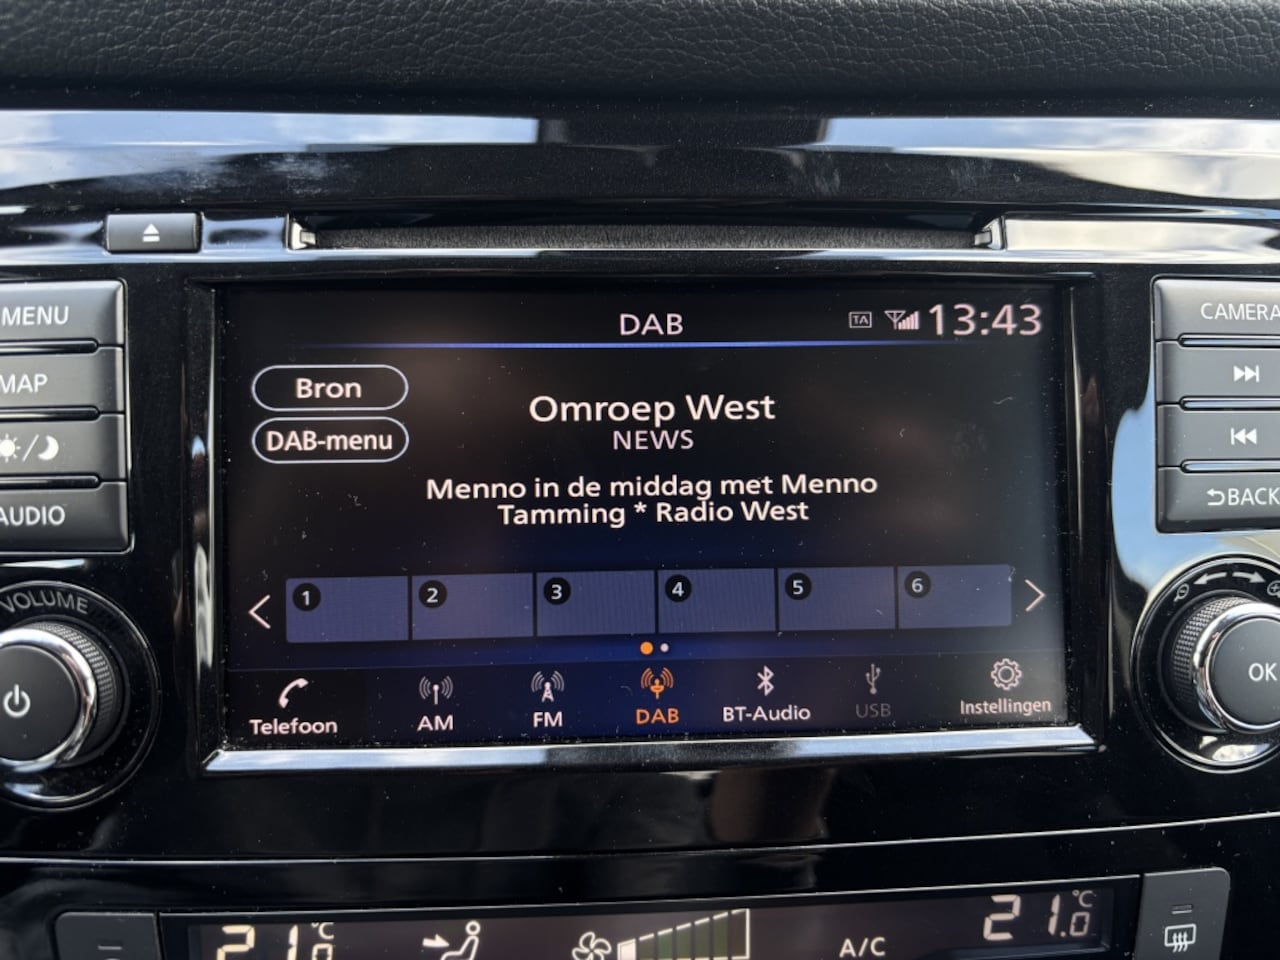 MENU
MAP
AUDIO
VOLUME
DAB
TA
13:43
Bron
DAB-menu
Omroep West
NEWS
Menno in de middag met Menno
Tamming * Radio West
1
2
3
4
5
6
Telefoon
AM
FM
DAB
BT-Audio
USB
Instellingen
CAMERA
BACK
OK
21.0 °C
A/C
21.0 °C